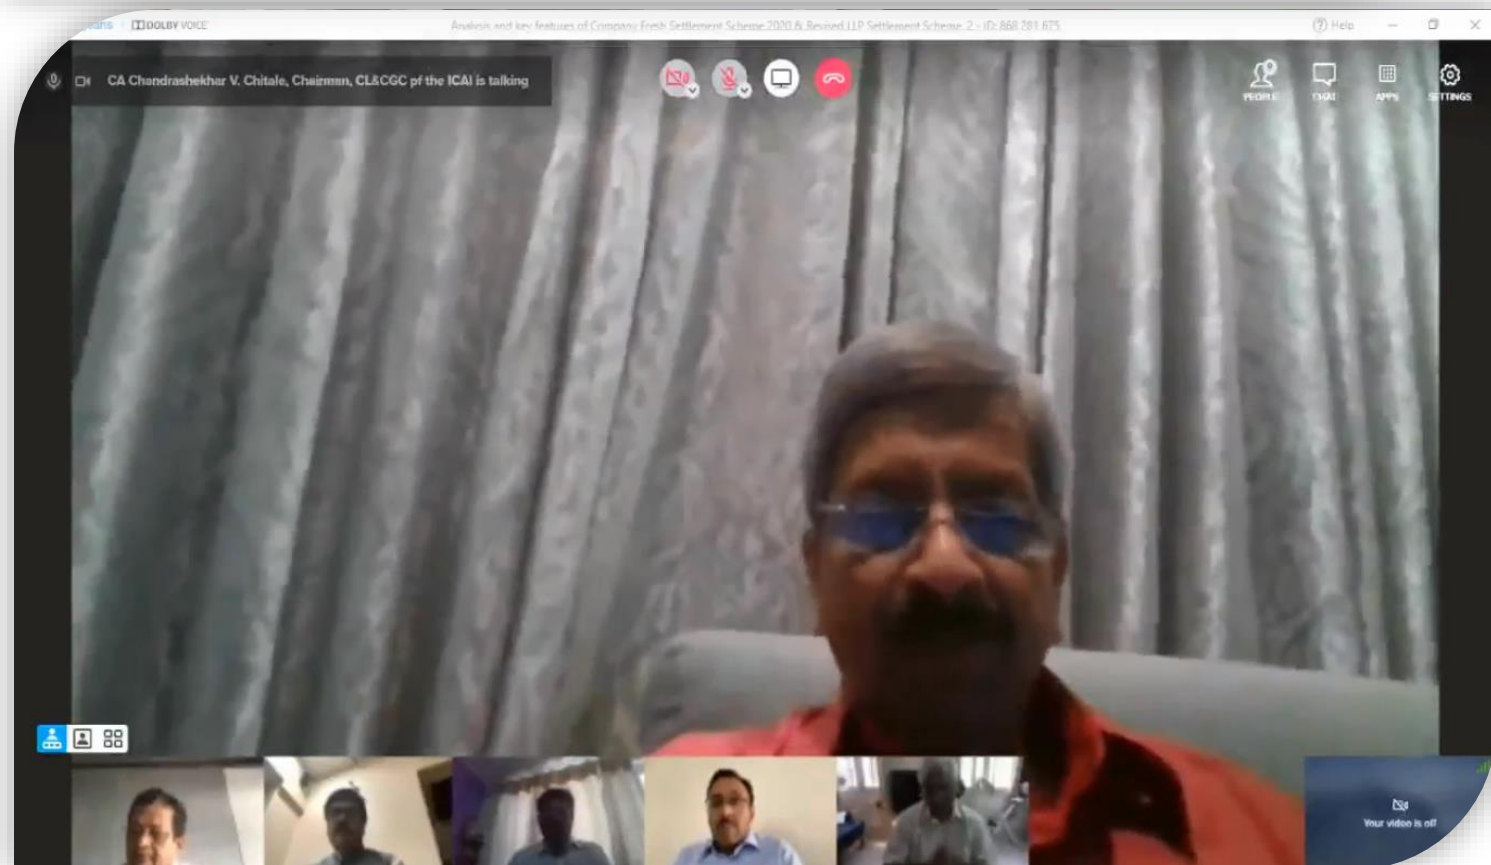 DOLBY VOICE
Analysis and key features of Company Fresh Settlement Scheme 2020 & Revised LLP Settlement Scheme_2 - ID: 868 281 675
Help
CA Chandrashekhar V. Chitale, Chairman, CL&CGC pf the ICAI is talking
PEOPLE
CHAT
APPS
SETTINGS
Your video is off